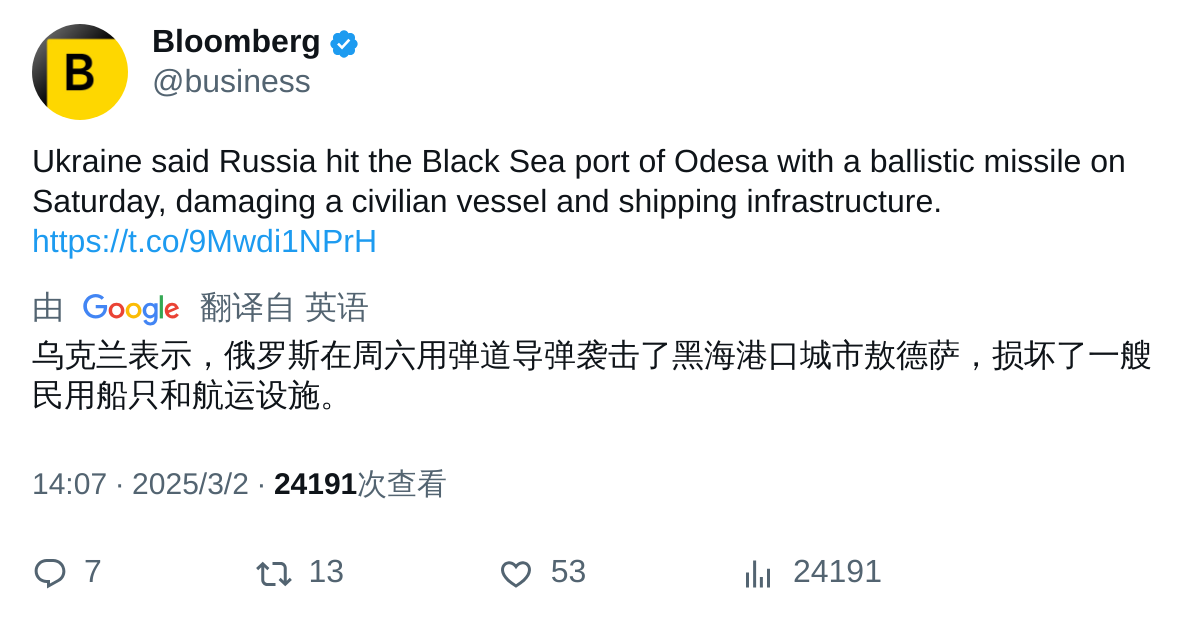 Bloomberg
@business
Ukraine said Russia hit the Black Sea port of Odesa with a ballistic missile on
Saturday, damaging a civilian vessel and shipping infrastructure.
https://t.co/9Mwdi1NPrH
由 Google 翻译自 英语
乌克兰表示，俄罗斯在周六用弹道导弹袭击了黑海港口城市敖德萨，损坏了一艘
民用船只和航运设施。
14:07 · 2025/3/2 · 24191次查看
7 13 53 24191